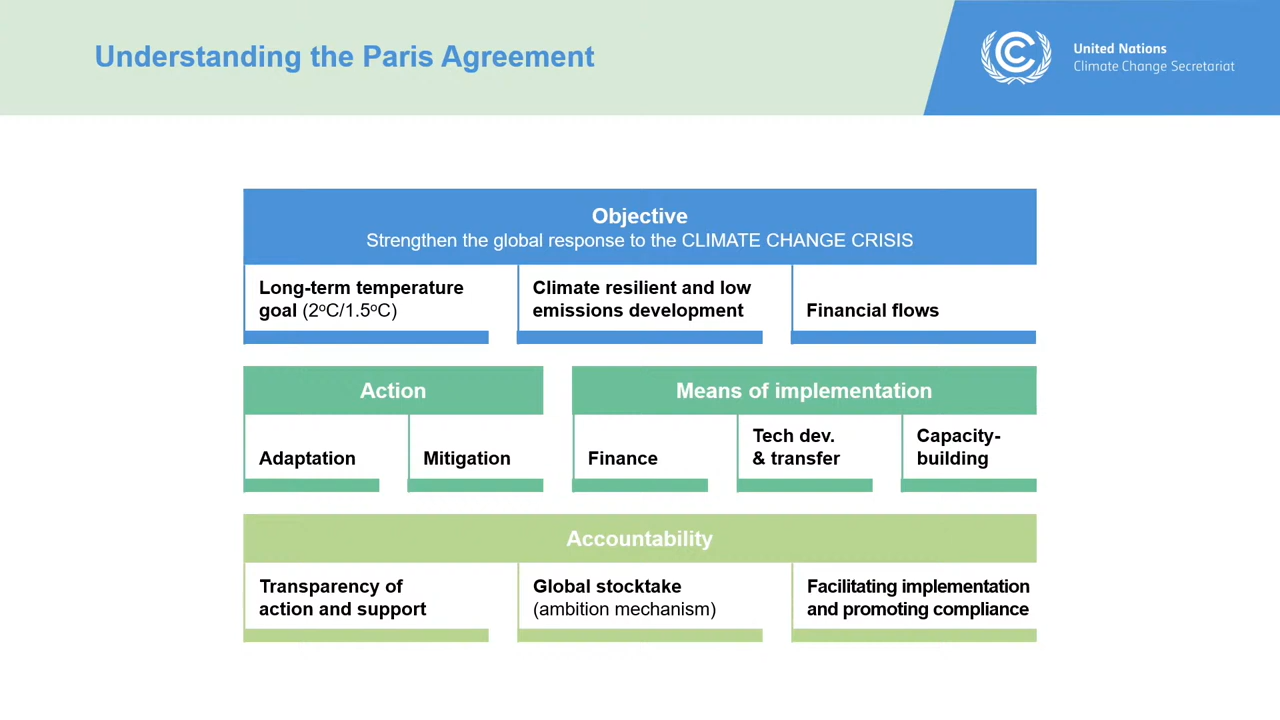 Understanding the Paris Agreement
United Nations
Climate Change Secretariat
Objective
Strengthen the global response to the CLIMATE CHANGE CRISIS
Long-term temperature
goal (2ºC/1.5ºC)
Climate resilient and low
emissions development
Financial flows
Action
Means of implementation
Adaptation
Mitigation
Finance
Tech dev.
& transfer
Capacity-
building
Accountability
Transparency of
action and support
Global stocktake
(ambition mechanism)
Facilitating implementation
and promoting compliance